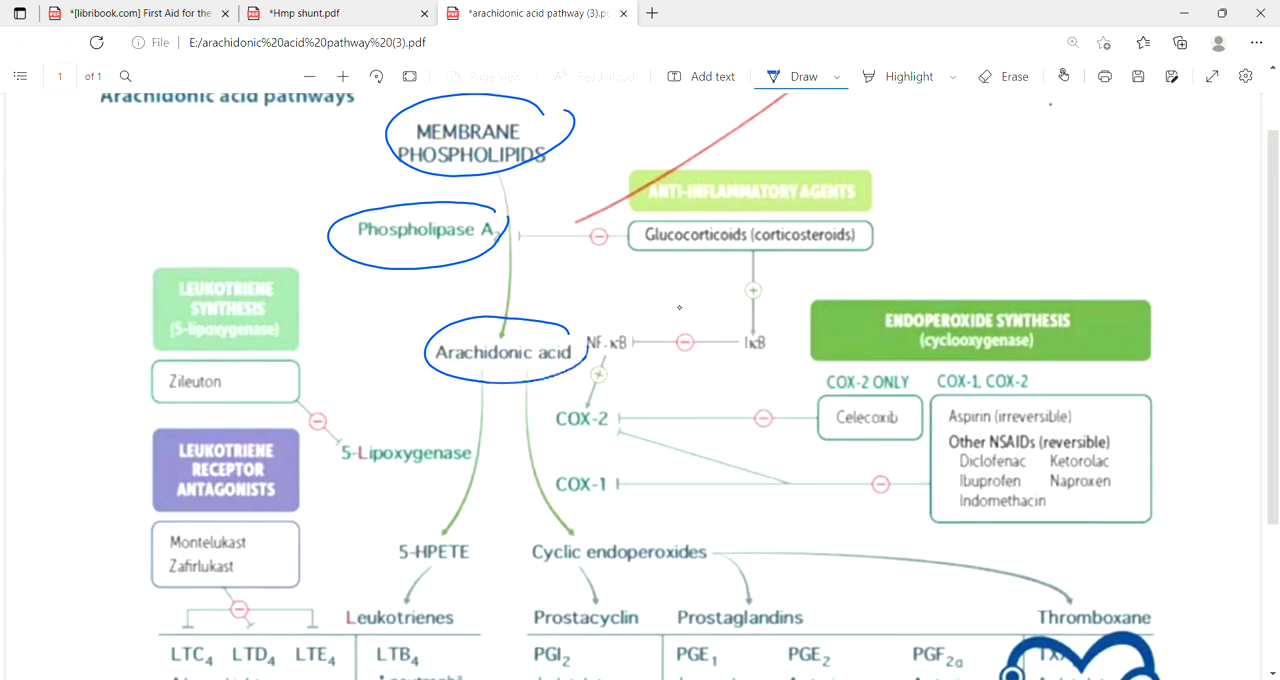 *[libribook.com] First Aid for the
*Hmp shunt.pdf
*arachidonic acid pathway (3).pd
File
E:/arachidonic%20acid%20pathway%20(3).pdf
1 of 1
Page view
Read aloud
Add text
Draw
Highlight
Erase
Arachidonic acid pathways
MEMBRANE
PHOSPHOLIPIDS
ANTI-INFLAMMATORY AGENTS
Phospholipase A2
Glucocorticoids (corticosteroids)
LEUKOTRIENE
SYNTHESIS
(5-lipoxygenase)
ENDOPEROXIDE SYNTHESIS
(cyclooxygenase)
Arachidonic acid
NF-κB
IκB
Zileuton
COX-2 ONLY
COX-1, COX-2
COX-2
Celecoxib
Aspirin (irreversible)
Other NSAIDs (reversible)
Diclofenac Ketorolac
Ibuprofen Naproxen
Indomethacin
LEUKOTRIENE
RECEPTOR
ANTAGONISTS
5-Lipoxygenase
COX-1
Montelukast
Zafirlukast
5-HPETE
Cyclic endoperoxides
Leukotrienes
Prostacyclin
Prostaglandins
Thromboxane
LTC4 LTD4 LTE4
LTB4
PGI2
PGE1
PGE2
PGF2α